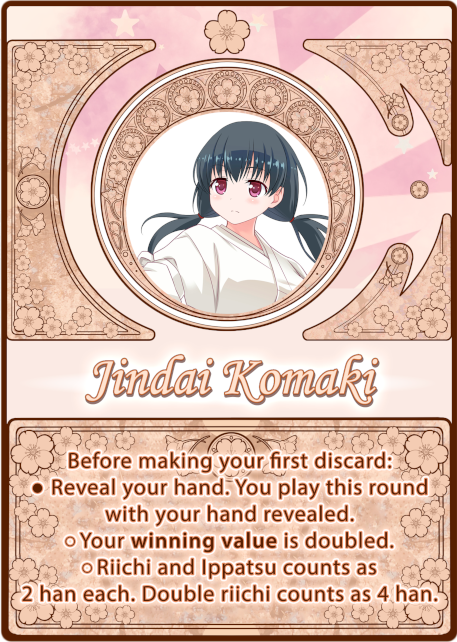 Jindai Komaki
Before making your first discard:
● Reveal your hand. You play this round
with your hand revealed.
○ Your winning value is doubled.
○ Riichi and Ippatsu counts as
2 han each. Double riichi counts as 4 han.